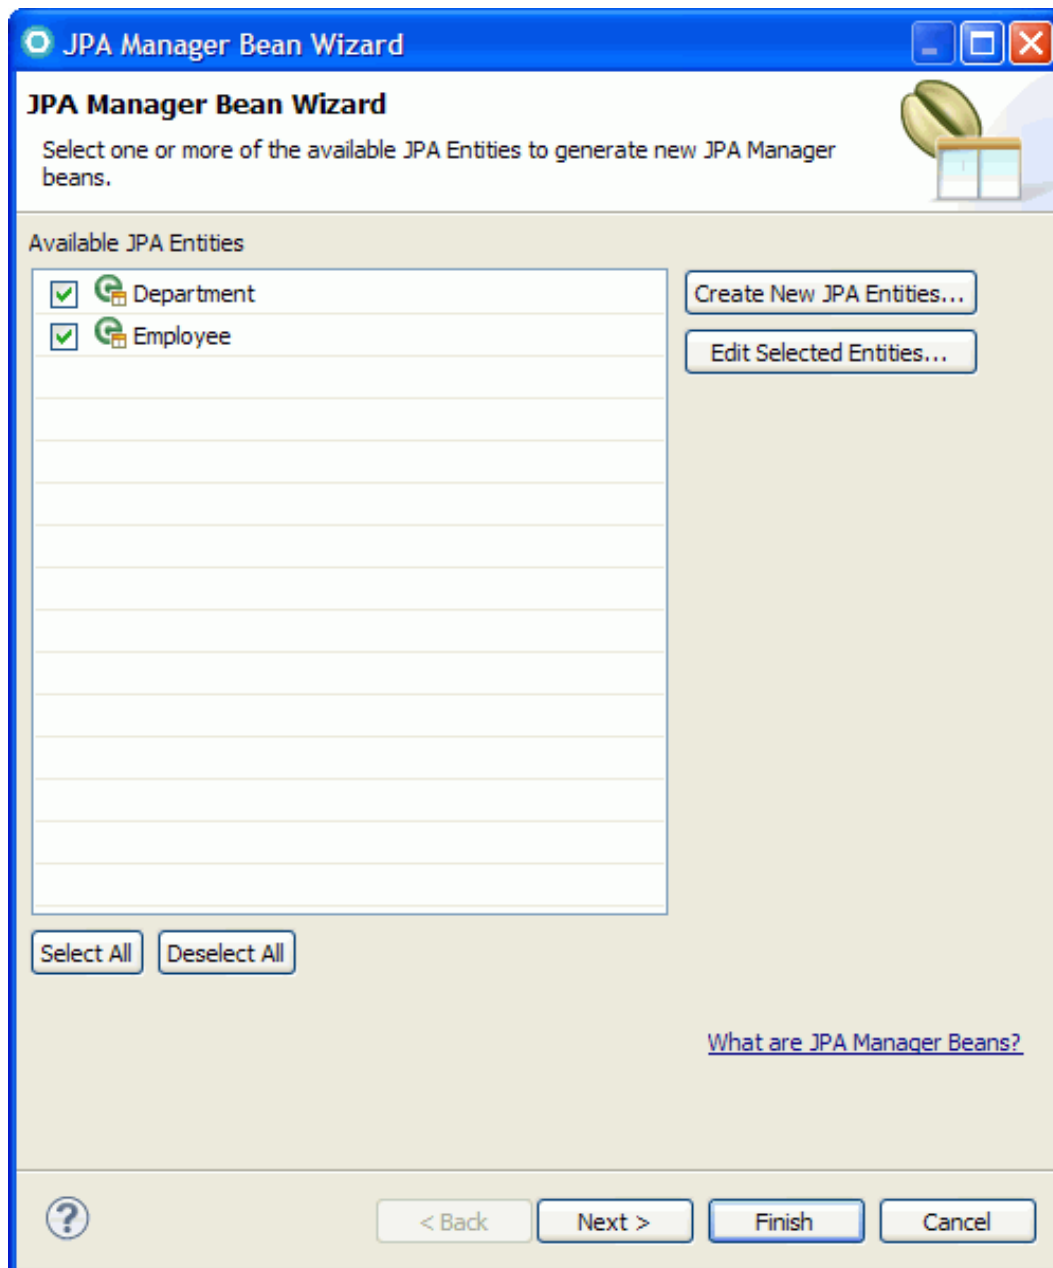 JPA Manager Bean Wizard
JPA Manager Bean Wizard
Select one or more of the available JPA Entities to generate new JPA Manager
beans.
Available JPA Entities
Department
Employee
Create New JPA Entities...
Edit Selected Entities...
Select All
Deselect All
What are JPA Manager Beans?
?
< Back
Next >
Finish
Cancel